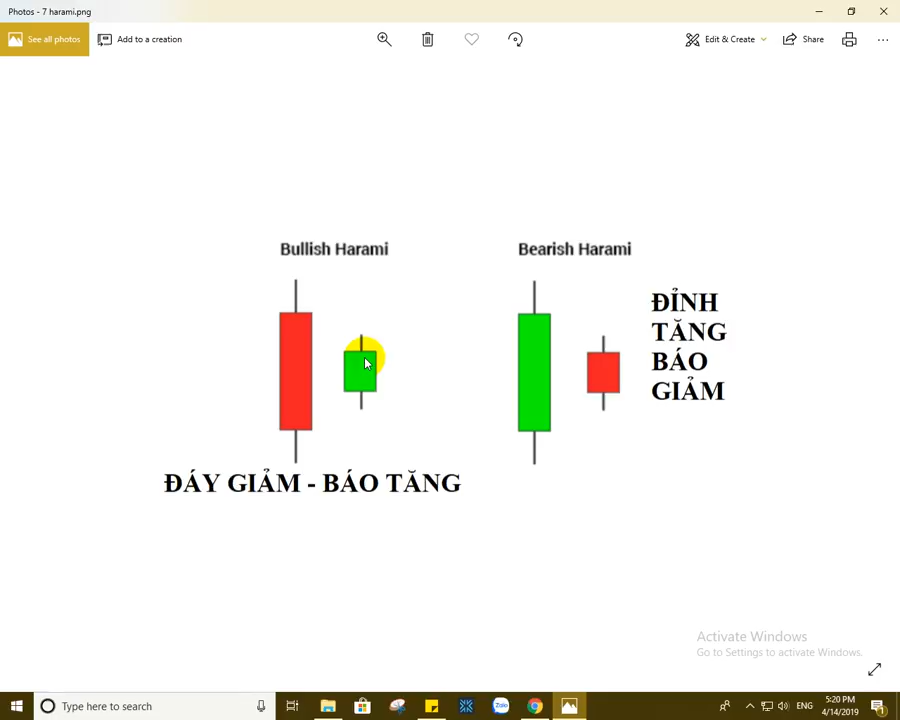 Photos - 7 harami.png
See all photos
Add to a creation
Edit & Create
Share
Bullish Harami
Bearish Harami
ĐỈNH
TĂNG
BÁO
GIẢM
ĐÁY GIẢM - BÁO TĂNG
Activate Windows
Go to Settings to activate Windows.
Type here to search
Zalo
ENG
5:20 PM
4/14/2019
1